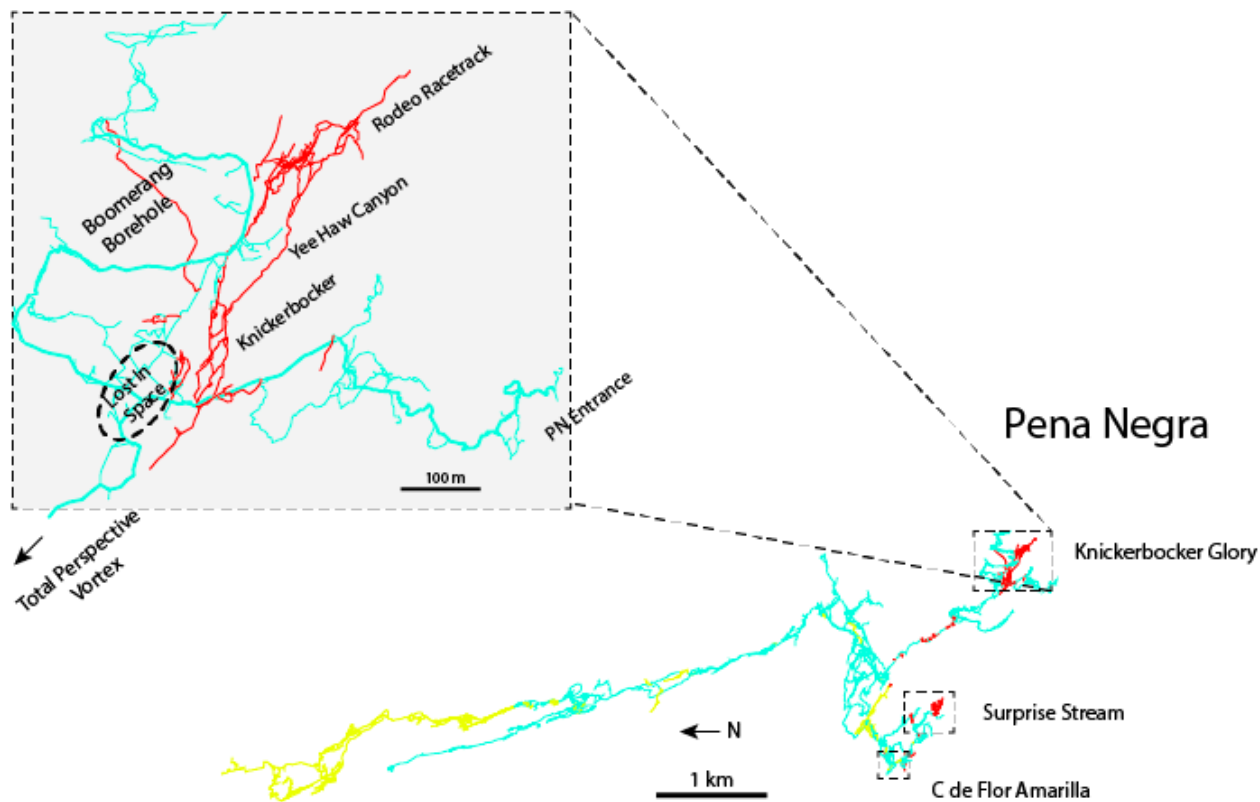 Rodeo Racetrack
Boomerang
Borehole
Yee Haw Canyon
Knickerbocker
Lost In
Space
PN Entrance
100 m
Total Perspective
Vortex
Pena Negra
Knickerbocker Glory
Surprise Stream
N
1 km
C de Flor Amarilla